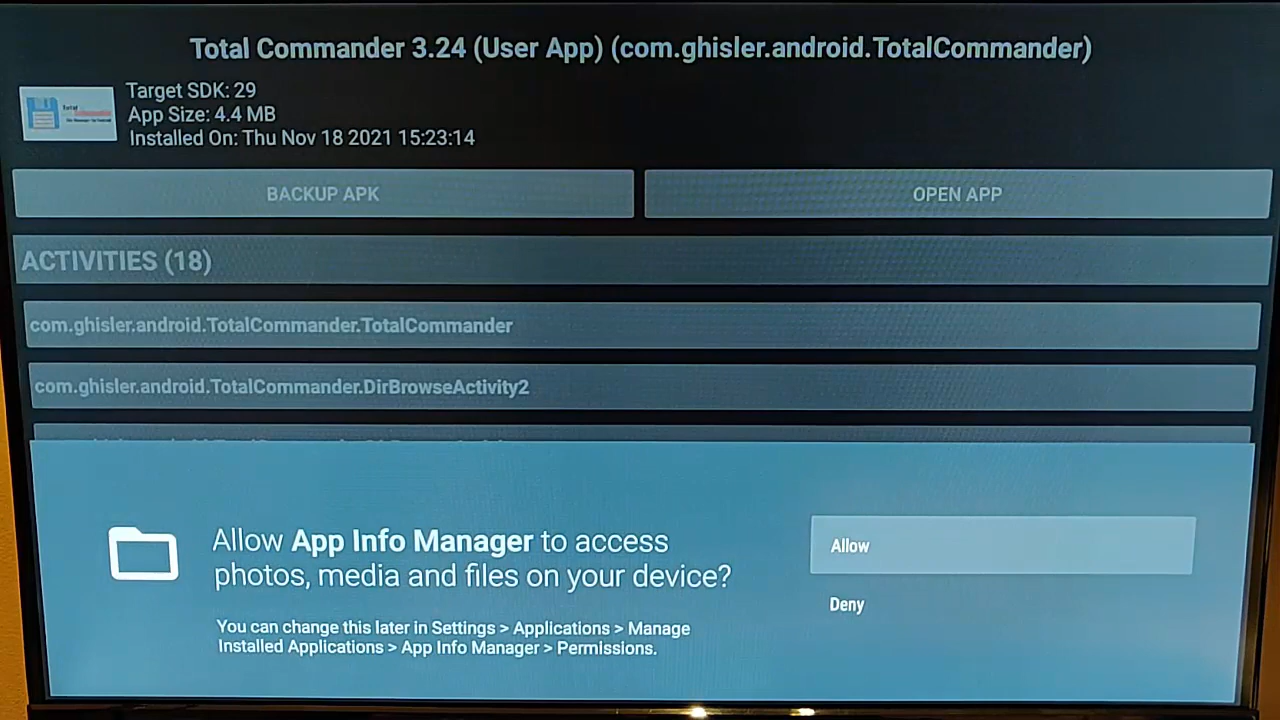 Total Commander 3.24 (User App) (com.ghisler.android.TotalCommander)
Target SDK: 29
App Size: 4.4 MB
Installed On: Thu Nov 18 2021 15:23:14
BACKUP APK
OPEN APP
ACTIVITIES (18)
com.ghisler.android.TotalCommander.TotalCommander
com.ghisler.android.TotalCommander.DirBrowseActivity2
Allow App Info Manager to access
photos, media and files on your device?
You can change this later in Settings > Applications > Manage
Installed Applications > App Info Manager > Permissions.
Allow
Deny